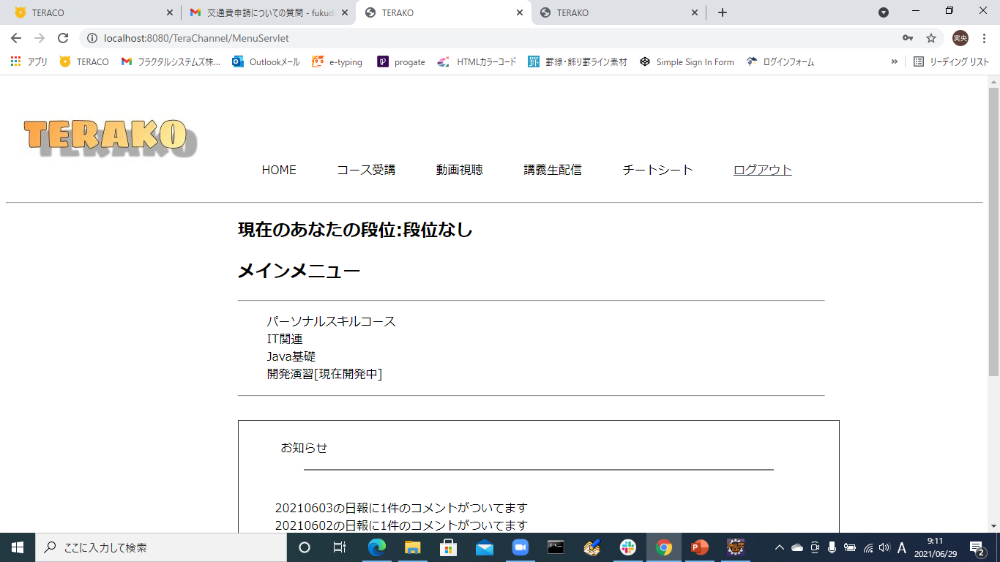 TERACO
交通費申請についての質問 - fukud
TERAKO
TERAKO
localhost:8080/TeraChannel/MenuServlet
実央
アプリ
TERACO
フラクタルシステムズ株...
Outlookメール
e-typing
progate
HTMLカラーコード
罫
罫線・飾り罫ライン素材
Simple Sign In Form
ログインフォーム
»
リーディング リスト
TERAKO
HOME コース受講 動画視聴 講義生配信 チートシート ログアウト
現在のあなたの段位:段位なし
メインメニュー
パーソナルスキルコース
IT関連
Java基礎
開発演習[現在開発中]
お知らせ
20210603の日報に1件のコメントがついてます
20210602の日報に1件のコメントがついてます
ここに入力して検索
A
9:11
2021/06/29
2